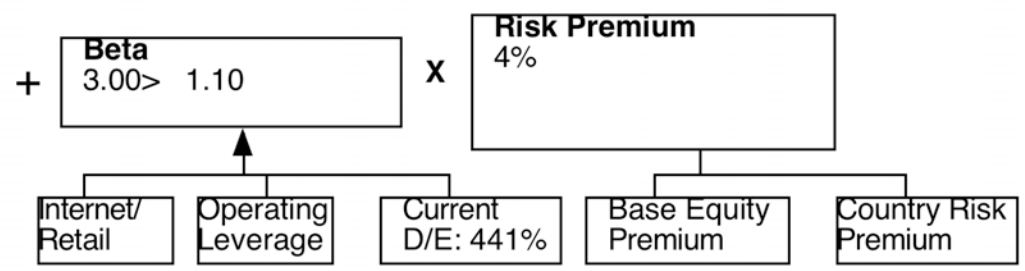 +
Beta
3.00> 1.10
X
Risk Premium
4%
Internet/
Retail
Operating
Leverage
Current
D/E: 441%
Base Equity
Premium
Country Risk
Premium